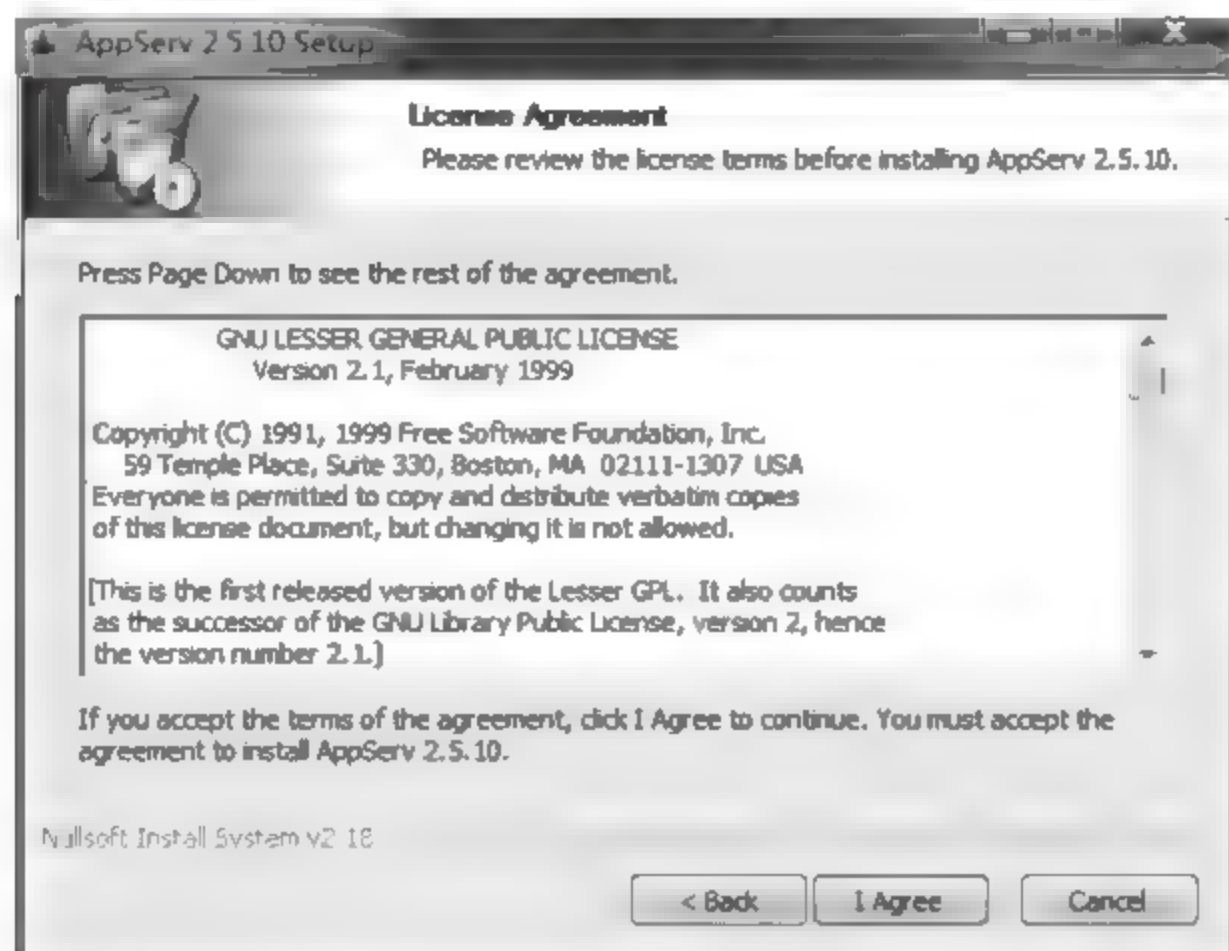 AppServ 2.5.10 Setup
License Agreement
Please review the license terms before installing AppServ 2.5.10.
Press Page Down to see the rest of the agreement.
GNU LESSER GENERAL PUBLIC LICENSE
Version 2.1, February 1999
Copyright (C) 1991, 1999 Free Software Foundation, Inc.
59 Temple Place, Suite 330, Boston, MA 02111-1307 USA
Everyone is permitted to copy and distribute verbatim copies
of this license document, but changing it is not allowed.
[This is the first released version of the Lesser GPL. It also counts
as the successor of the GNU Library Public License, version 2, hence
the version number 2.1.]
If you accept the terms of the agreement, click I Agree to continue. You must accept the
agreement to install AppServ 2.5.10.
Nullsoft Install System v2.18
< Back I Agree Cancel